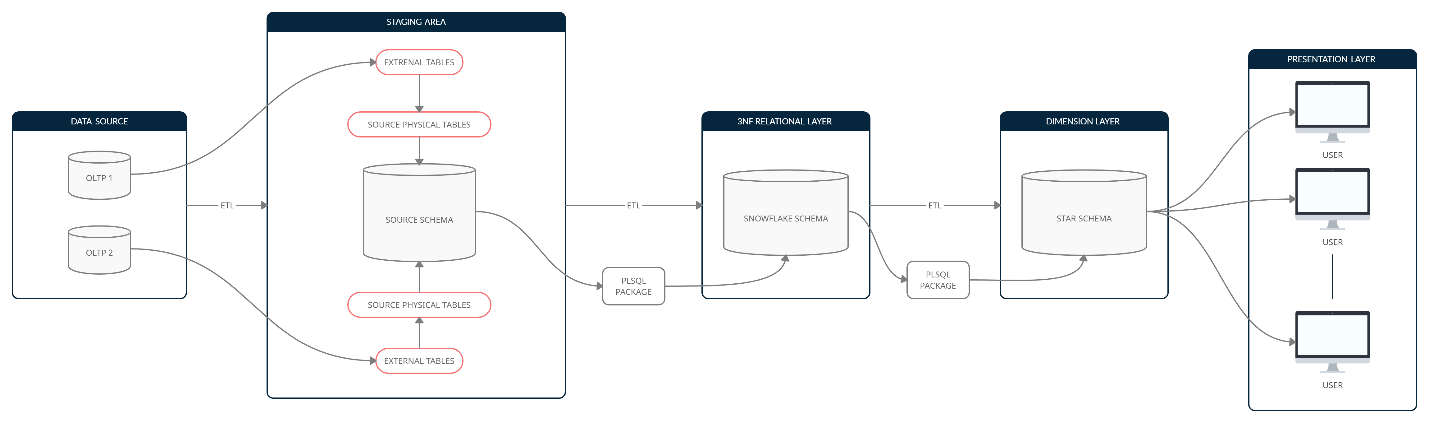 STAGING AREA
EXTRENAL TABLES
SOURCE PHYSICAL TABLES
SOURCE SCHEMA
SOURCE PHYSICAL TABLES
EXTERNAL TABLES
DATA SOURCE
OLTP 1
OLTP 2
ETL
ETL
PLSQL
PACKAGE
3NF RELATIONAL LAYER
SNOWFLAKE SCHEMA
ETL
PLSQL
PACKAGE
DIMENSION LAYER
STAR SCHEMA
PRESENTATION LAYER
USER
USER
USER